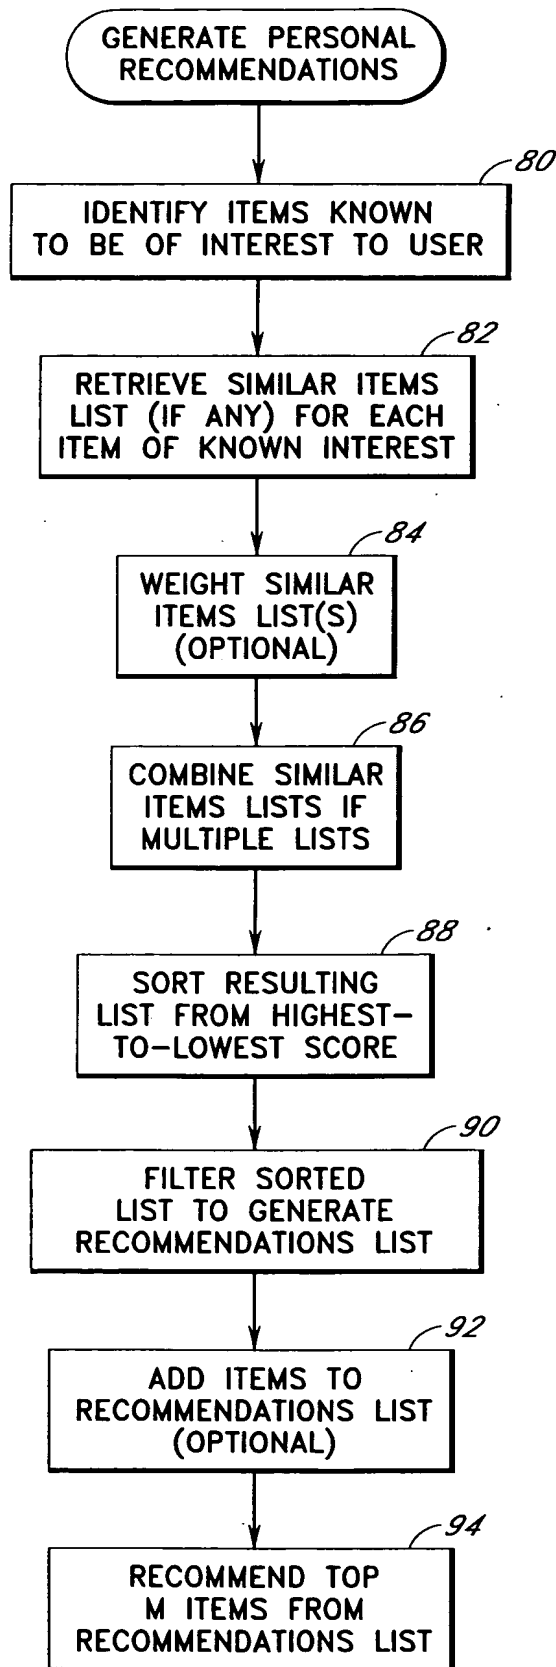 GENERATE PERSONAL
RECOMMENDATIONS
80
IDENTIFY ITEMS KNOWN
TO BE OF INTEREST TO USER
82
RETRIEVE SIMILAR ITEMS
LIST (IF ANY) FOR EACH
ITEM OF KNOWN INTEREST
84
WEIGHT SIMILAR
ITEMS LIST(S)
(OPTIONAL)
86
COMBINE SIMILAR
ITEMS LISTS IF
MULTIPLE LISTS
88
SORT RESULTING
LIST FROM HIGHEST-
TO-LOWEST SCORE
90
FILTER SORTED
LIST TO GENERATE
RECOMMENDATIONS LIST
92
ADD ITEMS TO
RECOMMENDATIONS LIST
(OPTIONAL)
94
RECOMMEND TOP
M ITEMS FROM
RECOMMENDATIONS LIST